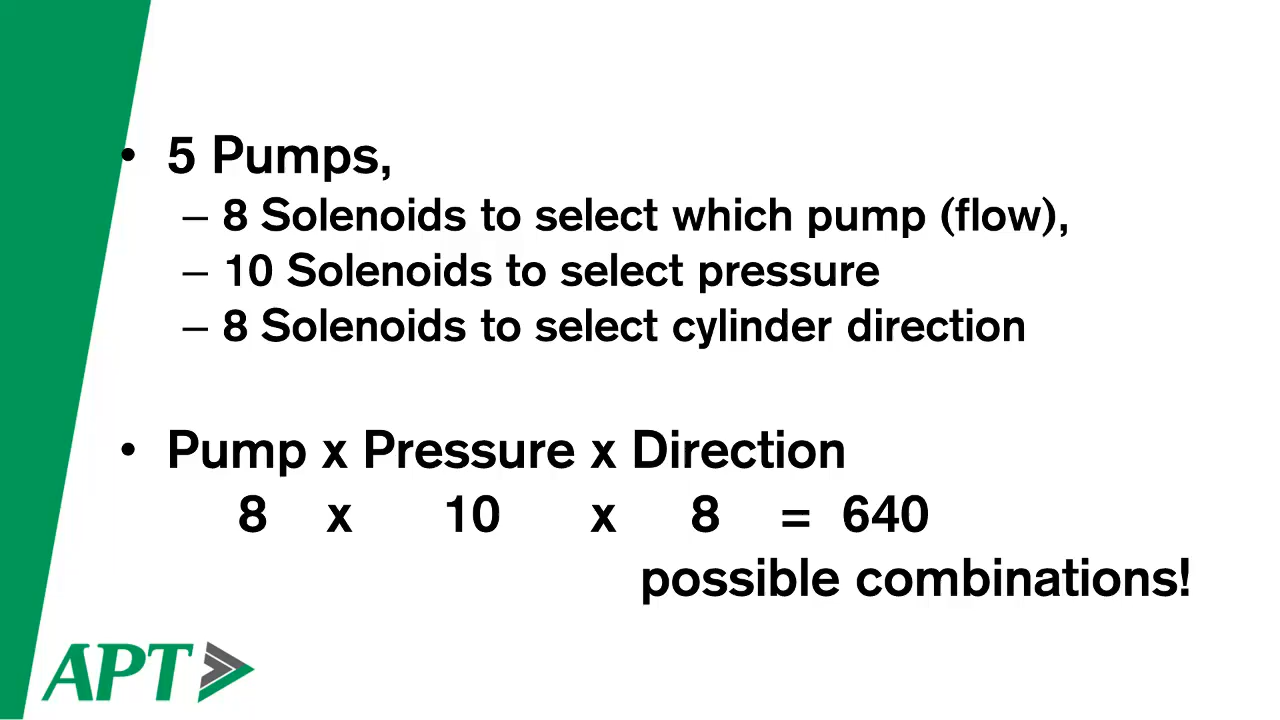 • 5 Pumps,
– 8 Solenoids to select which pump (flow),
– 10 Solenoids to select pressure
– 8 Solenoids to select cylinder direction
• Pump x Pressure x Direction
8 x 10 x 8 = 640
possible combinations!
APT